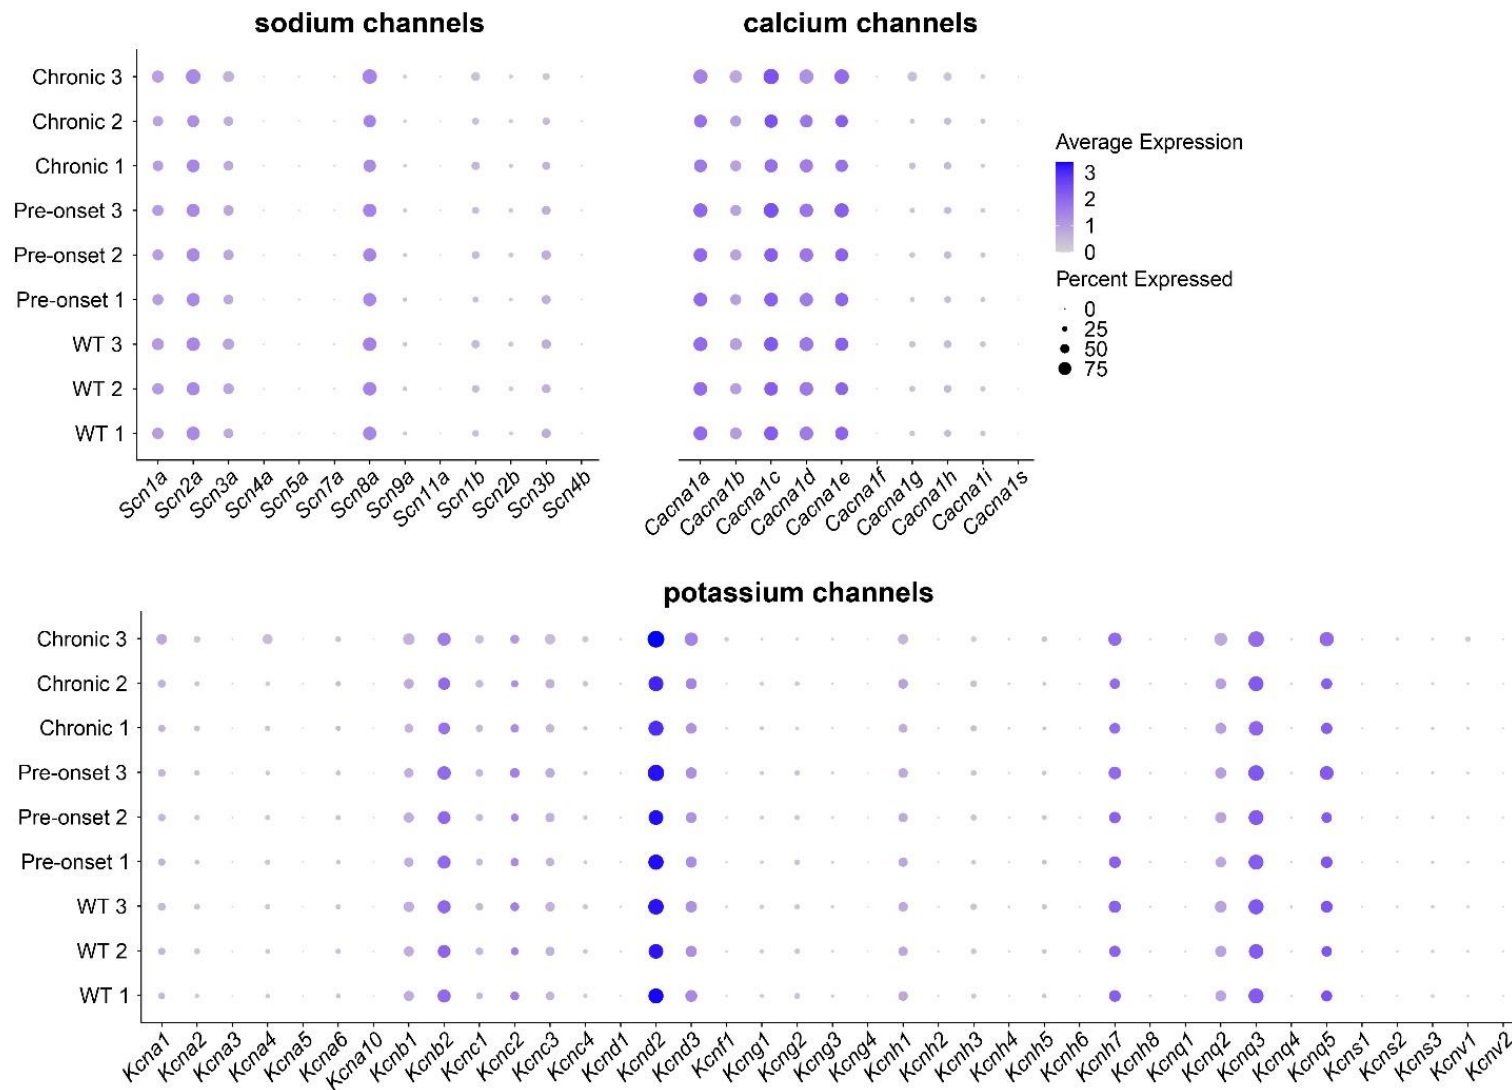 sodium channels
calcium channels
Chronic 3
Chronic 2
Chronic 1
Pre-onset 3
Pre-onset 2
Pre-onset 1
WT 3
WT 2
WT 1
Scn1a Scn2a Scn3a Scn4a Scn5a Scn7a Scn8a Scn9a Scn11a Scn1b Scn2b Scn3b Scn4b
Cacna1a Cacna1b Cacna1c Cacna1d Cacna1e Cacna1f Cacna1g Cacna1h Cacna1i Cacna1s
Average Expression
3
2
1
0
Percent Expressed
0
25
50
75
potassium channels
Chronic 3
Chronic 2
Chronic 1
Pre-onset 3
Pre-onset 2
Pre-onset 1
WT 3
WT 2
WT 1
Kcna1 Kcna2 Kcna3 Kcna4 Kcna5 Kcna6 Kcna10 Kcnb1 Kcnb2 Kcnc1 Kcnc2 Kcnc3 Kcnc4 Kcnd1 Kcnd2 Kcnd3 Kcnf1 Kcng1 Kcng2 Kcng3 Kcng4 Kcnh1 Kcnh2 Kcnh3 Kcnh4 Kcnh5 Kcnh6 Kcnh7 Kcnh8 Kcnq1 Kcnq2 Kcnq3 Kcnq4 Kcnq5 Kcns1 Kcns2 Kcns3 Kcnv1 Kcnv2